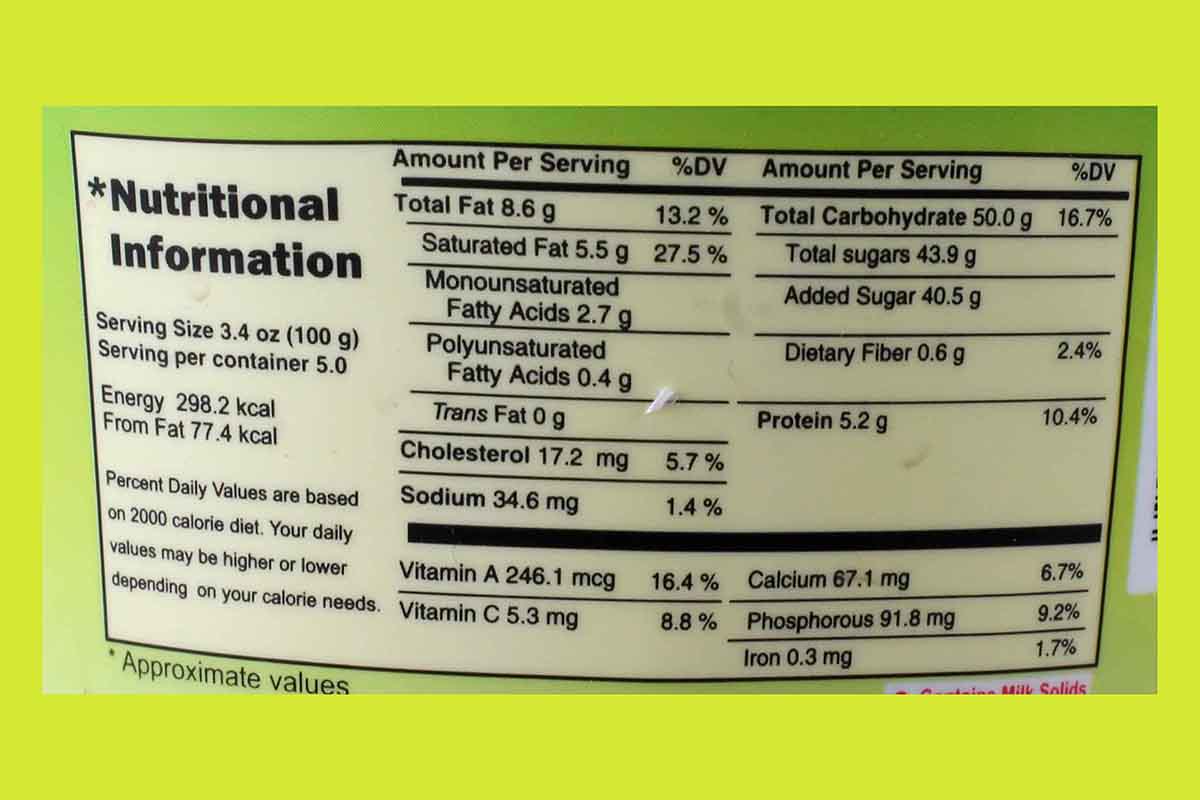 *Nutritional
Information
Serving Size 3.4 oz (100 g)
Serving per container 5.0
Energy 298.2 kcal
From Fat 77.4 kcal
Percent Daily Values are based
on 2000 calorie diet. Your daily
values may be higher or lower
depending on your calorie needs.
* Approximate values
Amount Per Serving %DV
Total Fat 8.6 g 13.2 %
Saturated Fat 5.5 g 27.5 %
Monounsaturated
Fatty Acids 2.7 g
Polyunsaturated
Fatty Acids 0.4 g
Trans Fat 0 g
Cholesterol 17.2 mg 5.7 %
Sodium 34.6 mg 1.4 %
Vitamin A 246.1 mcg 16.4 %
Vitamin C 5.3 mg 8.8 %
Amount Per Serving %DV
Total Carbohydrate 50.0 g 16.7%
Total sugars 43.9 g
Added Sugar 40.5 g
Dietary Fiber 0.6 g 2.4%
Protein 5.2 g 10.4%
Calcium 67.1 mg 6.7%
Phosphorous 91.8 mg 9.2%
Iron 0.3 mg 1.7%
Contains Milk Solids